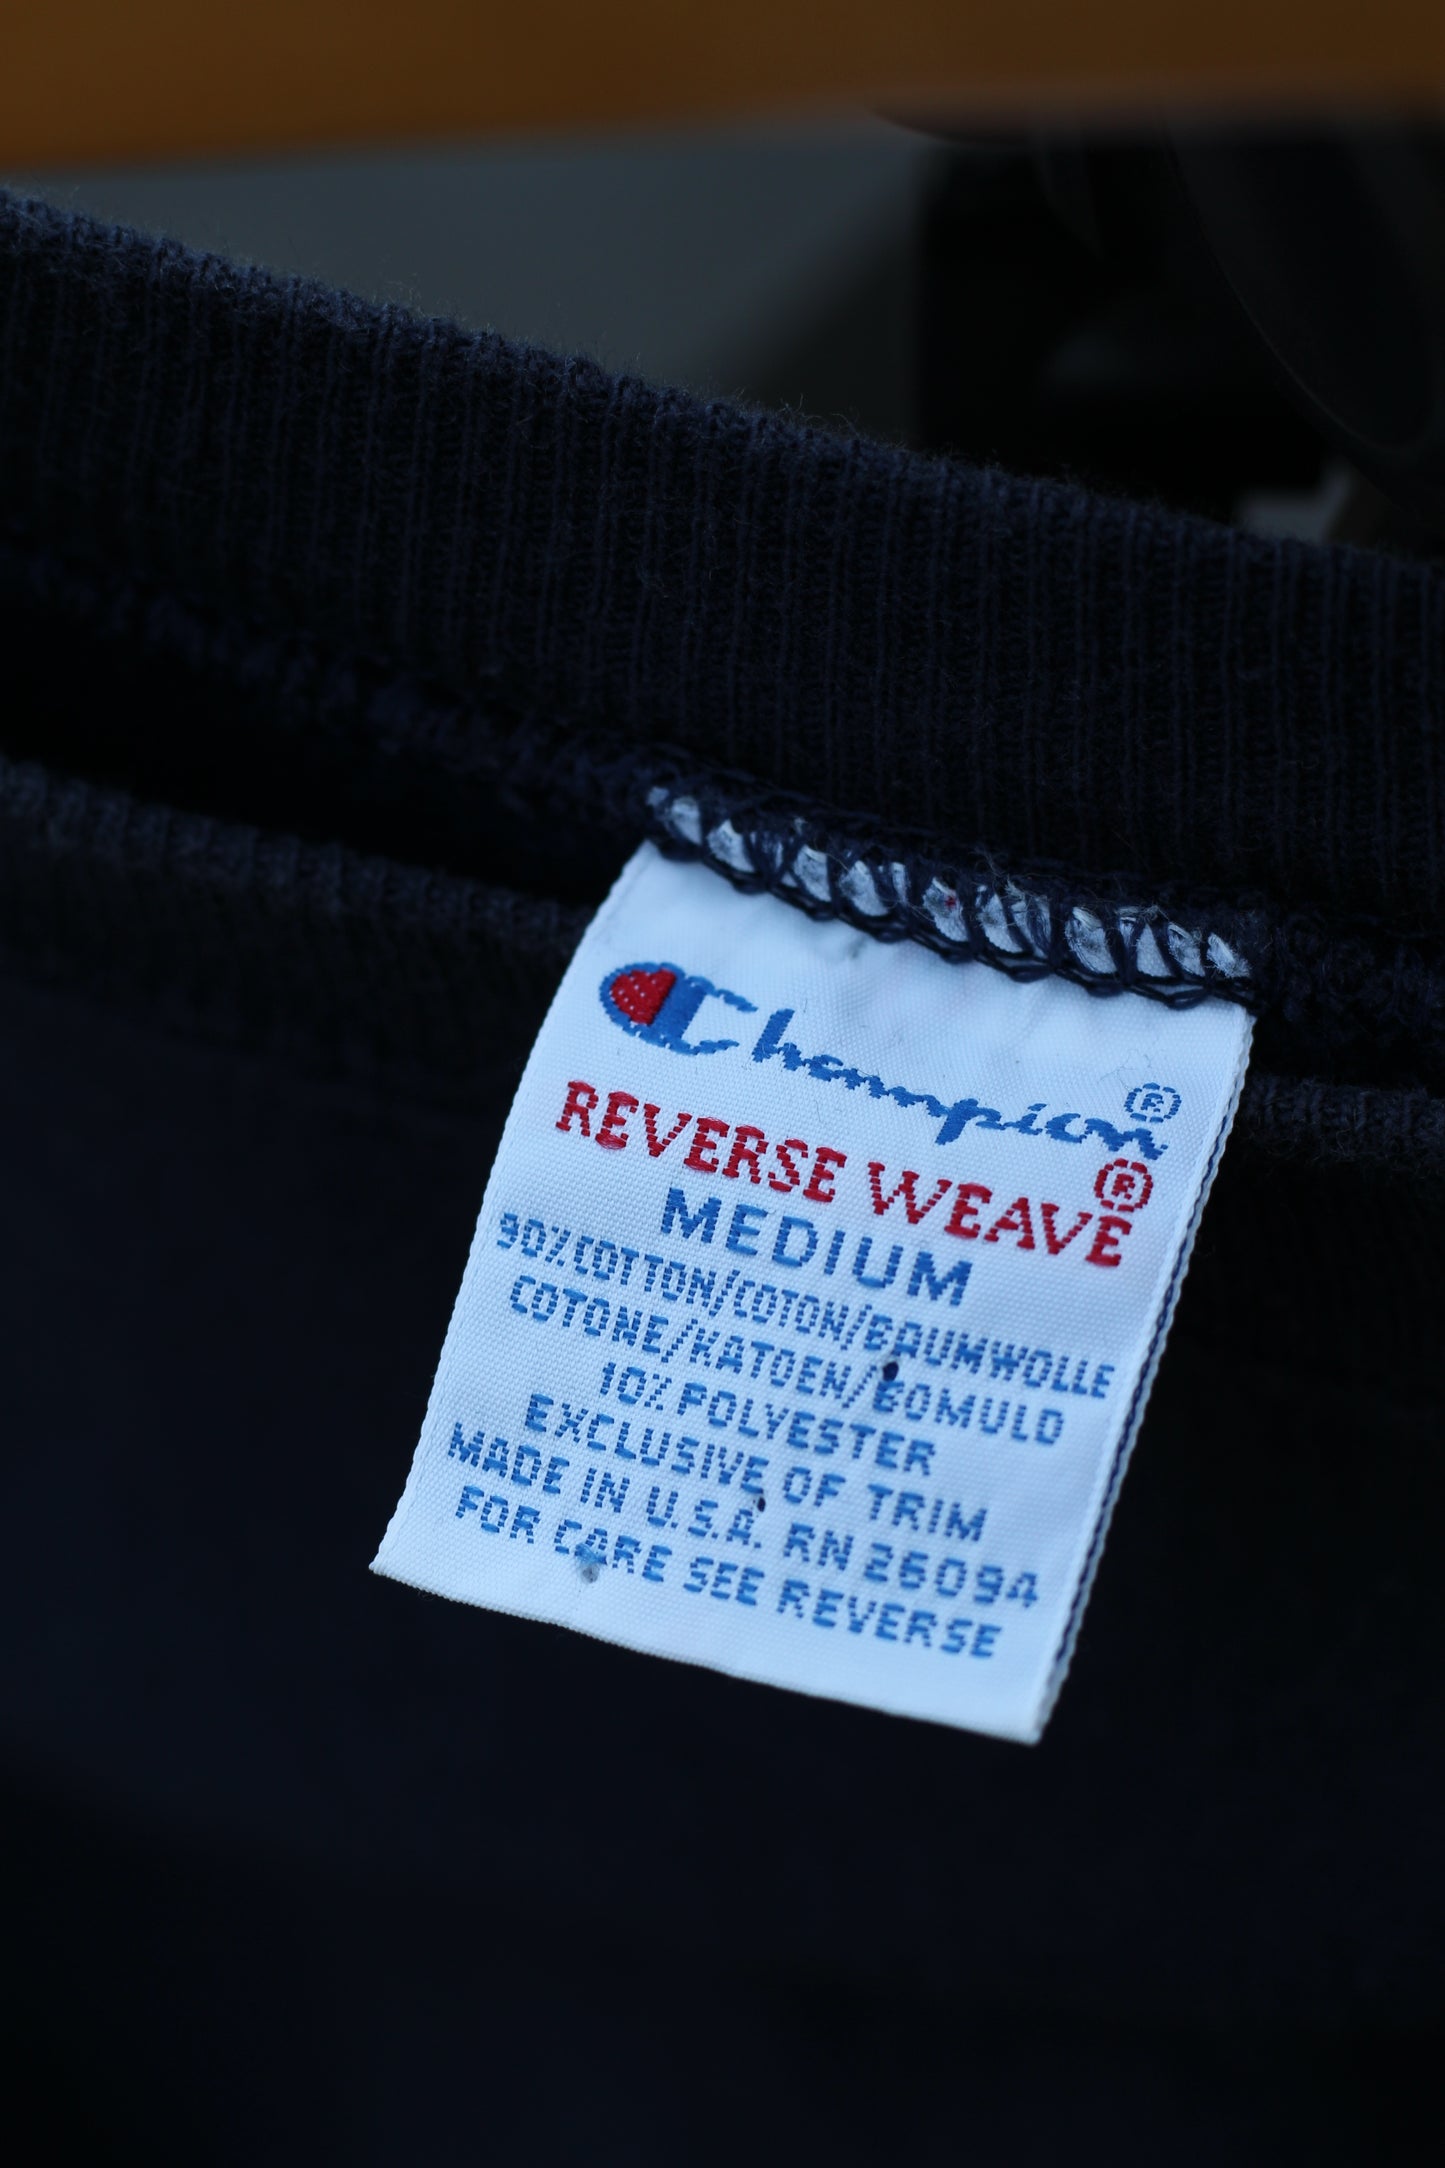 Champion®
REVERSE WEAVE®
MEDIUM
90% COTTON/COTON/BAUMWOLLE
COTONE/KATOEN/BOMULD
10% POLYESTER
EXCLUSIVE OF TRIM
MADE IN U.S.A. RN 26094
FOR CARE SEE REVERSE